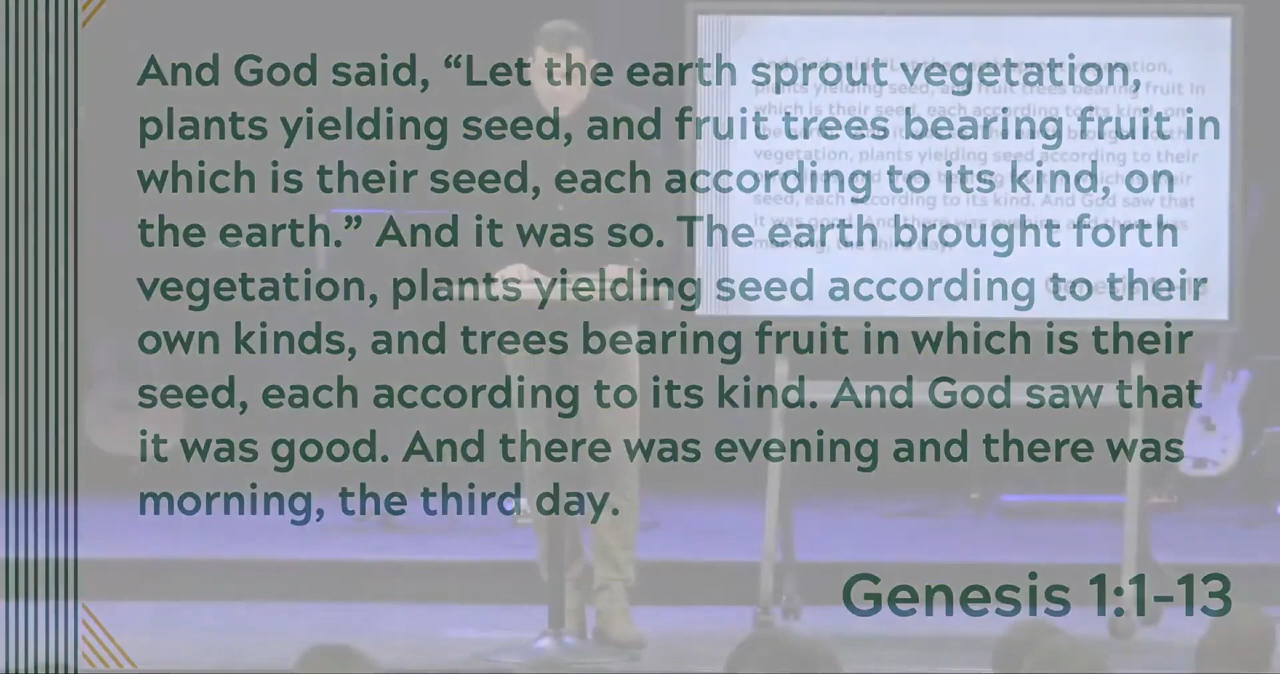 And God said, “Let the earth sprout vegetation,
plants yielding seed, and fruit trees bearing fruit in
which is their seed, each according to its kind, on
the earth.” And it was so. The earth brought forth
vegetation, plants yielding seed according to their
own kinds, and trees bearing fruit in which is their
seed, each according to its kind. And God saw that
it was good. And there was evening and there was
morning, the third day.
Genesis 1:1-13